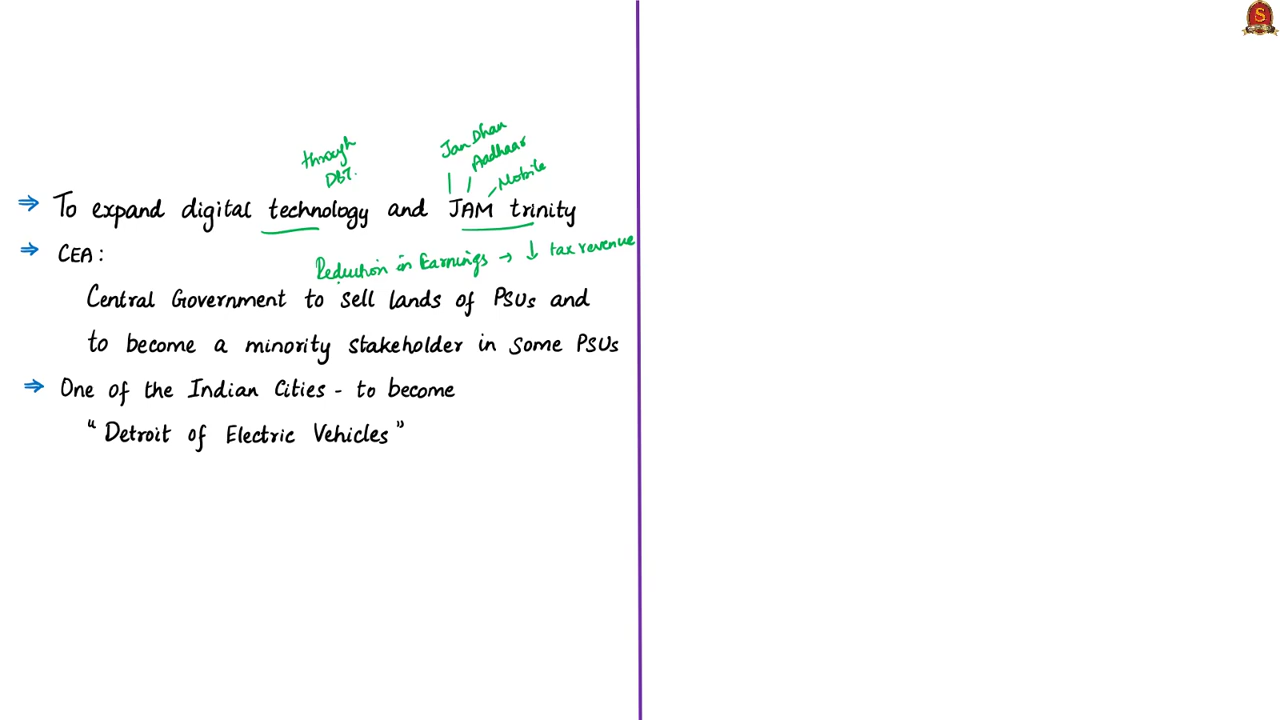 through
DBT.
Jan Dhan
Aadhaar
Mobile
⇒ To expand digital technology and JAM trinity
⇒ CEA:
Reduction in Earnings → ↓ tax revenue
Central Government to sell lands of PSUs and
to become a minority stakeholder in some PSUs
⇒ One of the Indian Cities - to become
"Detroit of Electric Vehicles"
S